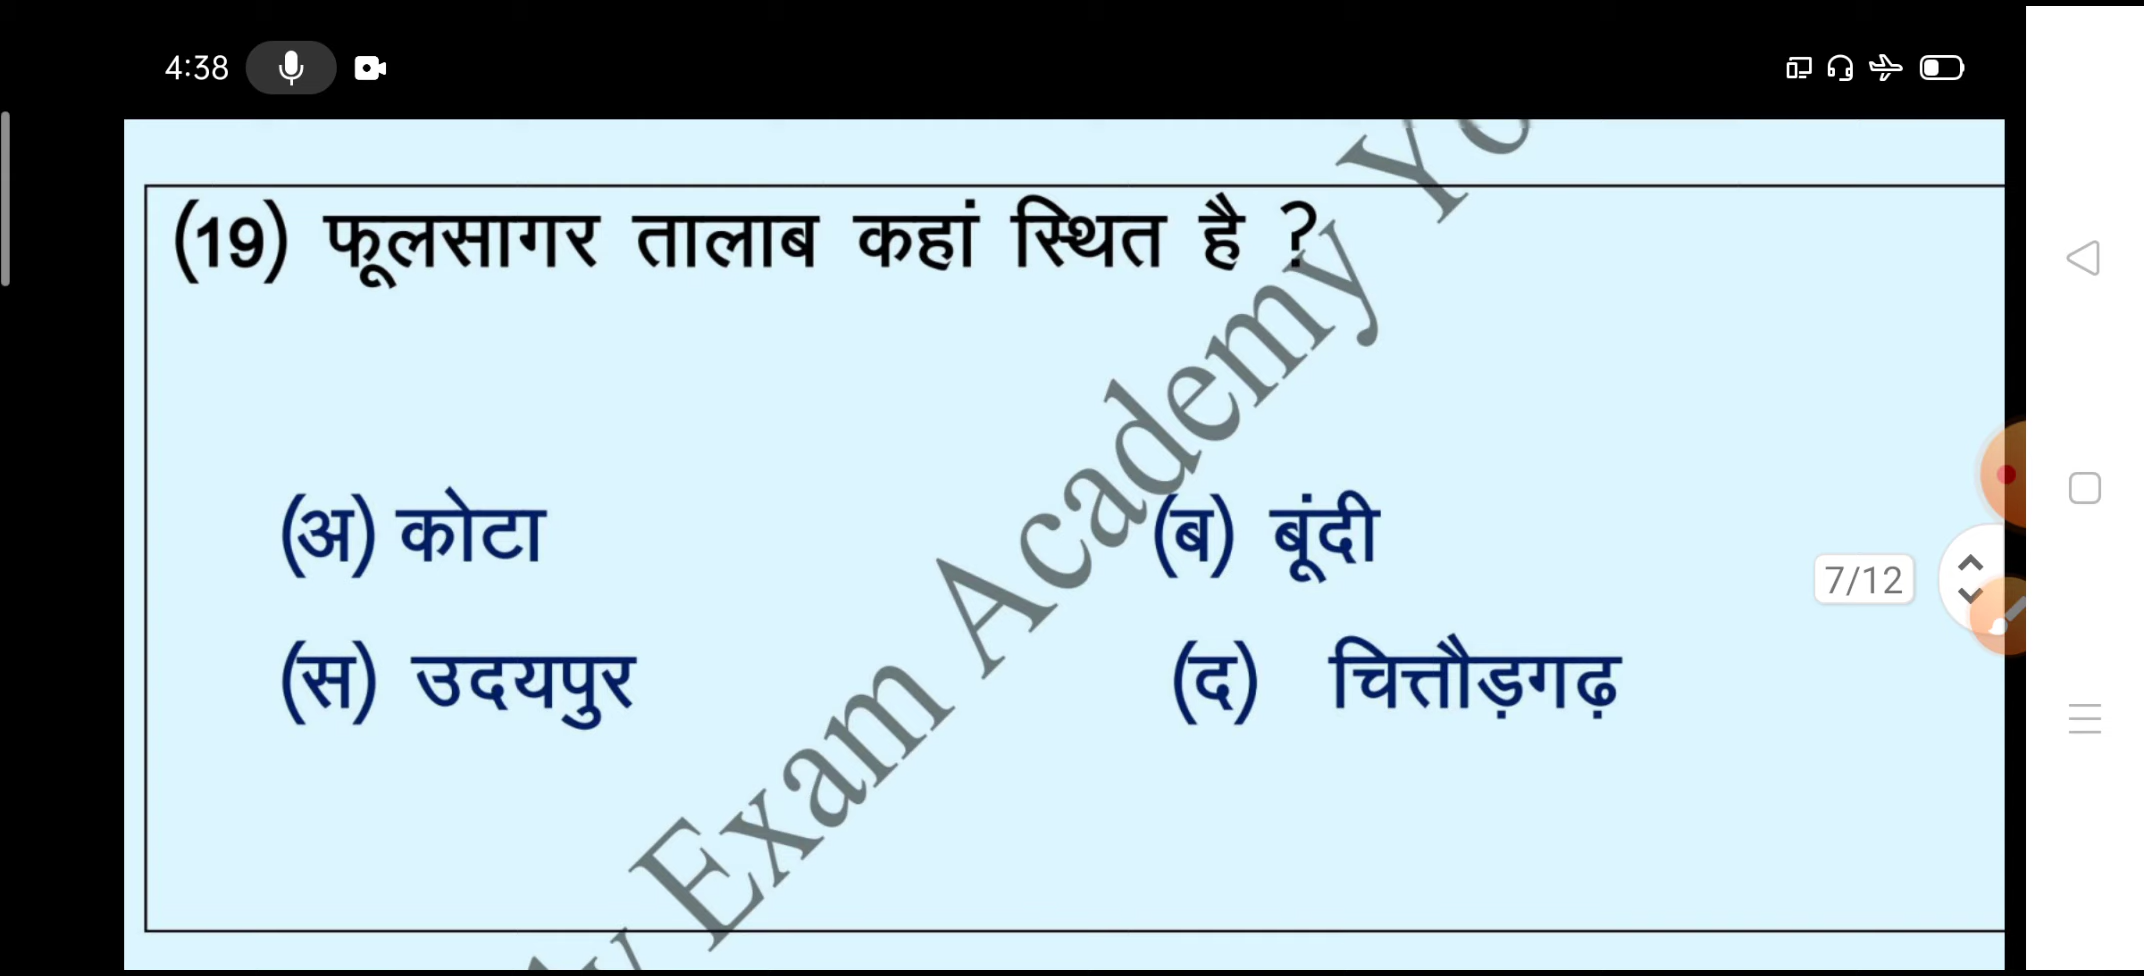 4:38
(19) फूलसागर तालाब कहां स्थित है ?
(अ) कोटा (ब) बूंदी
(स) उदयपुर (द) चित्तौड़गढ़
7/12
Exam Academy